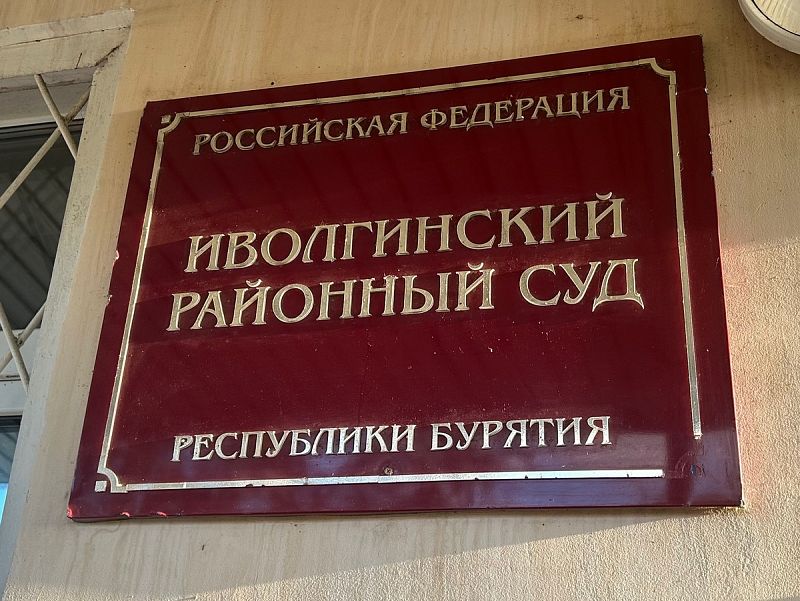 РОССИЙСКАЯ ФЕДЕРАЦИЯ
ИВОЛГИНСКИЙ
РАЙОННЫЙ СУД
РЕСПУБЛИКИ БУРЯТИЯ